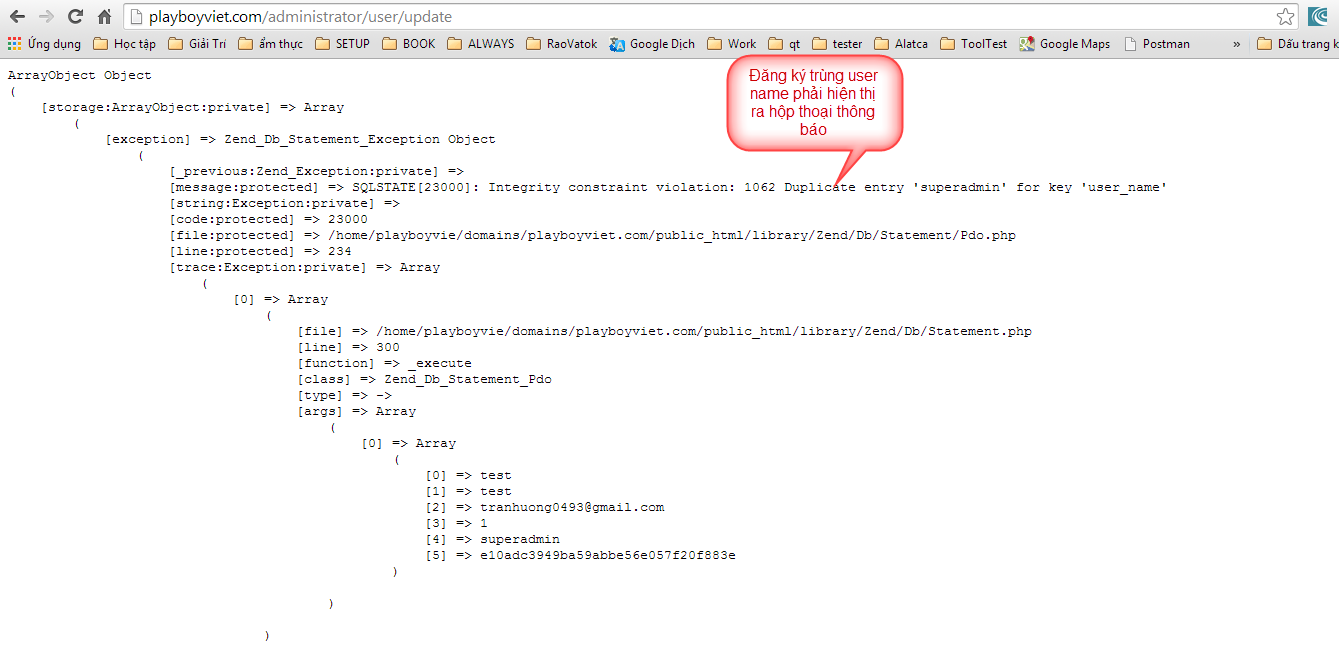 playboyviet.com/administrator/user/update
Ứng dụng Học tập Giải Trí ẩm thực SETUP BOOK ALWAYS RaoVatok Google Dịch Work qt tester Alatca ToolTest Google Maps Postman » Dấu trang k
Đăng ký trùng user
name phải hiện thị
ra hộp thoại thông
báo
ArrayObject Object
(
[storage:ArrayObject:private] => Array
(
[exception] => Zend_Db_Statement_Exception Object
(
[_previous:Zend_Exception:private] =>
[message:protected] => SQLSTATE[23000]: Integrity constraint violation: 1062 Duplicate entry 'superadmin' for key 'user_name'
[string:Exception:private] =>
[code:protected] => 23000
[file:protected] => /home/playboyvie/domains/playboyviet.com/public_html/library/Zend/Db/Statement/Pdo.php
[line:protected] => 234
[trace:Exception:private] => Array
(
[0] => Array
(
[file] => /home/playboyvie/domains/playboyviet.com/public_html/library/Zend/Db/Statement.php
[line] => 300
[function] => _execute
[class] => Zend_Db_Statement_Pdo
[type] => ->
[args] => Array
(
[0] => Array
(
[0] => test
[1] => test
[2] => tranhuong0493@gmail.com
[3] => 1
[4] => superadmin
[5] => e10adc3949ba59abbe56e057f20f883e
)
)
)